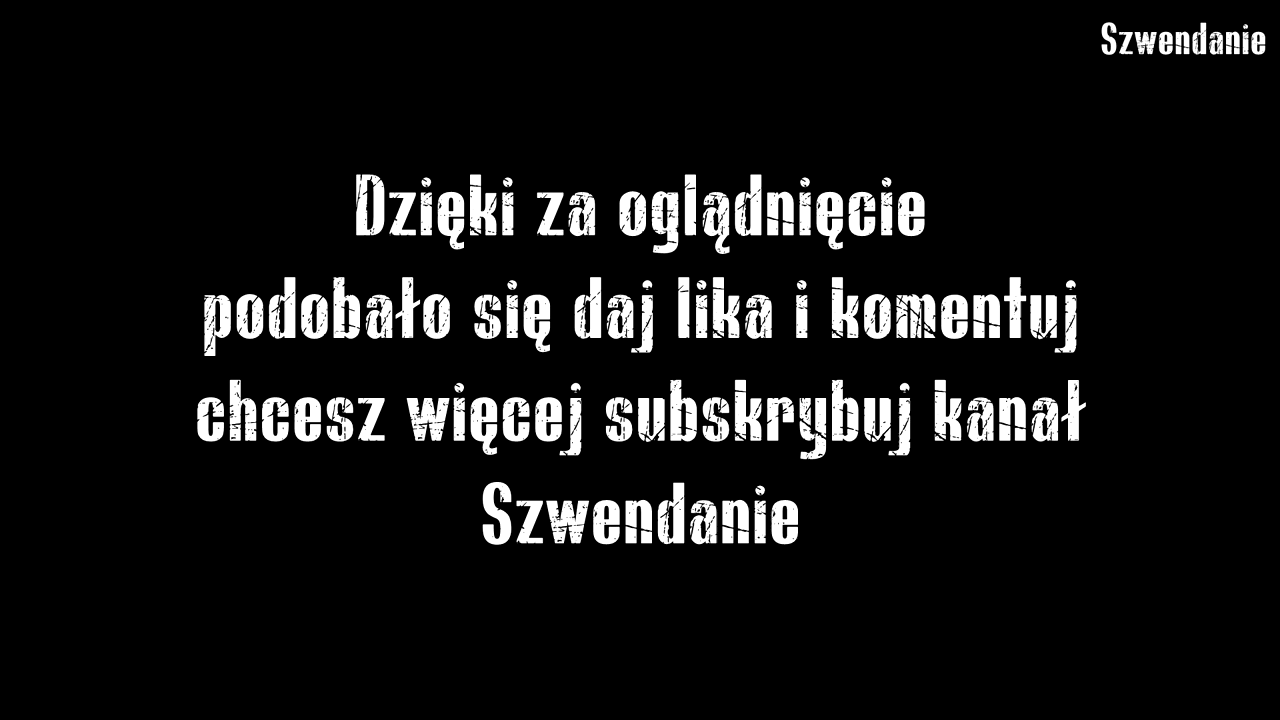 Szwendanie
Dzięki za oglądnięcie
podobało się daj lika i komentuj
chcesz więcej subskrybuj kanał
Szwendanie